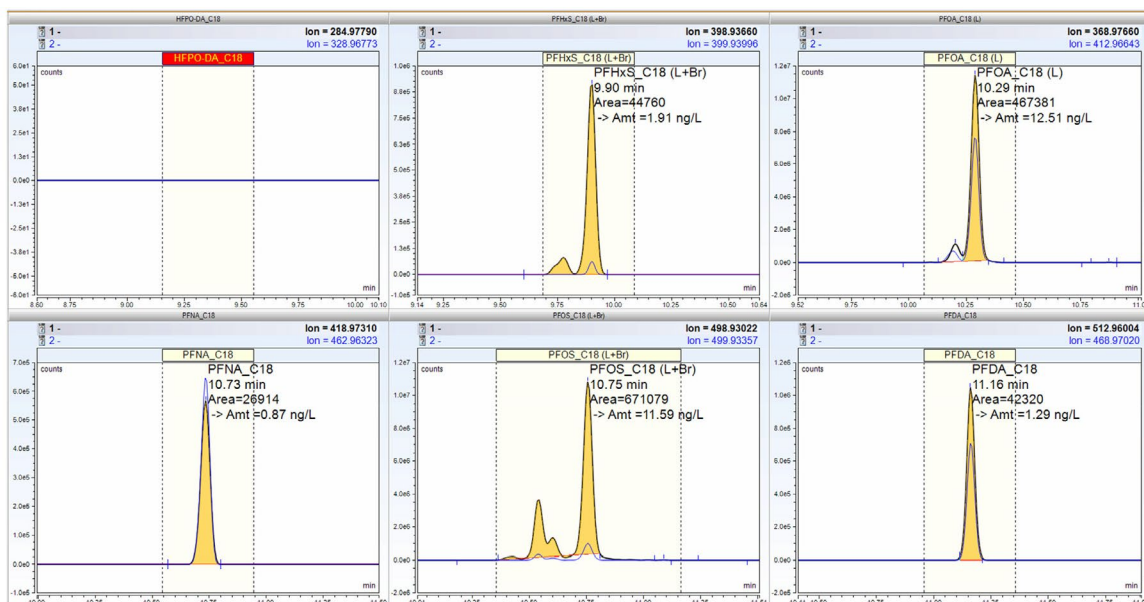 HFPO-DA_C18
1 - Ion = 284.97790
2 - Ion = 328.96773
HFPO-DA_C18
6.0e1
counts
5.0e1
3.8e1
2.5e1
1.3e1
0.0e0
-1.3e1
-2.5e1
-3.8e1
-6.0e1
min
8.60 8.75 9.00 9.25 9.50 9.75 10.10
PFHxS_C18 (L+Br)
1 - Ion = 398.93660
2 - Ion = 399.93996
PFHxS_C18 (L+Br)
1.0e6
counts
PFHxS_C18 (L+Br)
9.90 min
Area=44760
-> Amt =1.91 ng/L
8.8e5
7.5e5
6.3e5
5.0e5
3.8e5
2.5e5
1.3e5
0.0e0
-1.0e5
min
9.14 9.25 9.50 9.75 10.00 10.25 10.64
PFOA_C18 (L)
1 - Ion = 368.97660
2 - Ion = 412.96643
PFOA_C18 (L)
1.2e7
counts
PFOA_C18 (L)
10.29 min
Area=467381
-> Amt =12.51 ng/L
1.0e7
8.0e6
6.0e6
4.0e6
2.0e6
0.0e0
-2.0e6
min
9.52 9.75 10.00 10.25 10.50 10.75
PFNA_C18
1 - Ion = 418.97310
2 - Ion = 462.96323
PFNA_C18
7.0e5
counts
PFNA_C18
10.73 min
Area=26914
-> Amt =0.87 ng/L
6.0e5
5.0e5
4.0e5
3.0e5
2.0e5
1.0e5
0.0e0
-1.0e5
min
PFOS_C18 (L+Br)
1 - Ion = 498.93022
2 - Ion = 499.93357
PFOS_C18 (L+Br)
1.2e7
counts
PFOS_C18 (L+Br)
10.75 min
Area=671079
-> Amt =11.59 ng/L
1.0e7
8.0e6
6.0e6
4.0e6
2.0e6
0.0e0
-2.0e6
min
PFDA_C18
1 - Ion = 512.96004
2 - Ion = 468.97020
PFDA_C18
1.2e6
counts
PFDA_C18
11.16 min
Area=42320
-> Amt =1.29 ng/L
1.0e6
8.0e5
6.0e5
4.0e5
2.0e5
0.0e0
-2.0e5
min